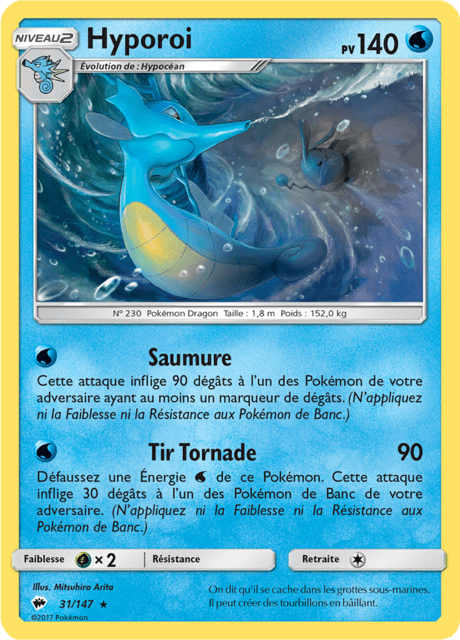 NIVEAU2 Hyporoi PV140
Évolution de : Hypocéan
N° 230 Pokémon Dragon Taille : 1,8 m Poids : 152,0 kg
Saumure
Cette attaque inflige 90 dégâts à l'un des Pokémon de votre
adversaire ayant au moins un marqueur de dégâts. (N'appliquez
ni la Faiblesse ni la Résistance aux Pokémon de Banc.)
Tir Tornade 90
Défaussez une Énergie de ce Pokémon. Cette attaque
inflige 30 dégâts à l'un des Pokémon de Banc de votre
adversaire. (N'appliquez ni la Faiblesse ni la Résistance aux
Pokémon de Banc.)
Faiblesse ×2 Résistance Retraite
Illus. Mitsuhiro Arita
31/147 ★
©2017 Pokémon
On dit qu'il se cache dans les grottes sous-marines.
Il peut créer des tourbillons en bâillant.